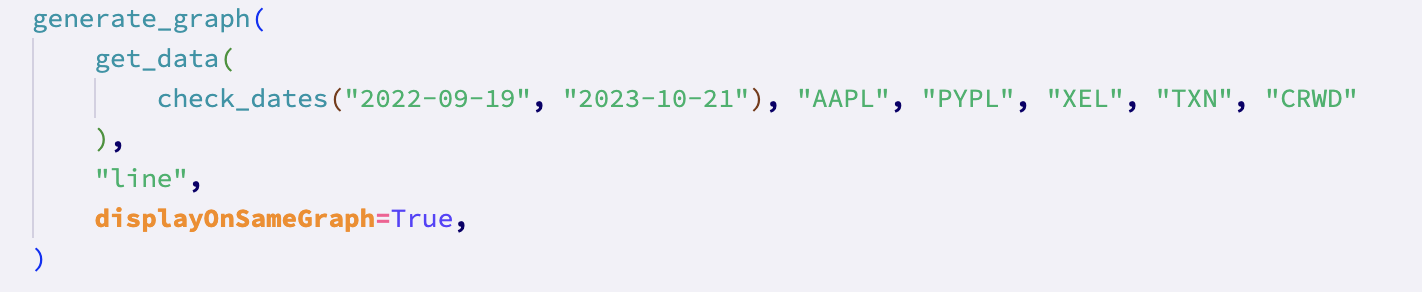 generate_graph(
    get_data(
        check_dates("2022-09-19", "2023-10-21"), "AAPL", "PYPL", "XEL", "TXN", "CRWD"
    ),
    "line",
    displayOnSameGraph=True,
)